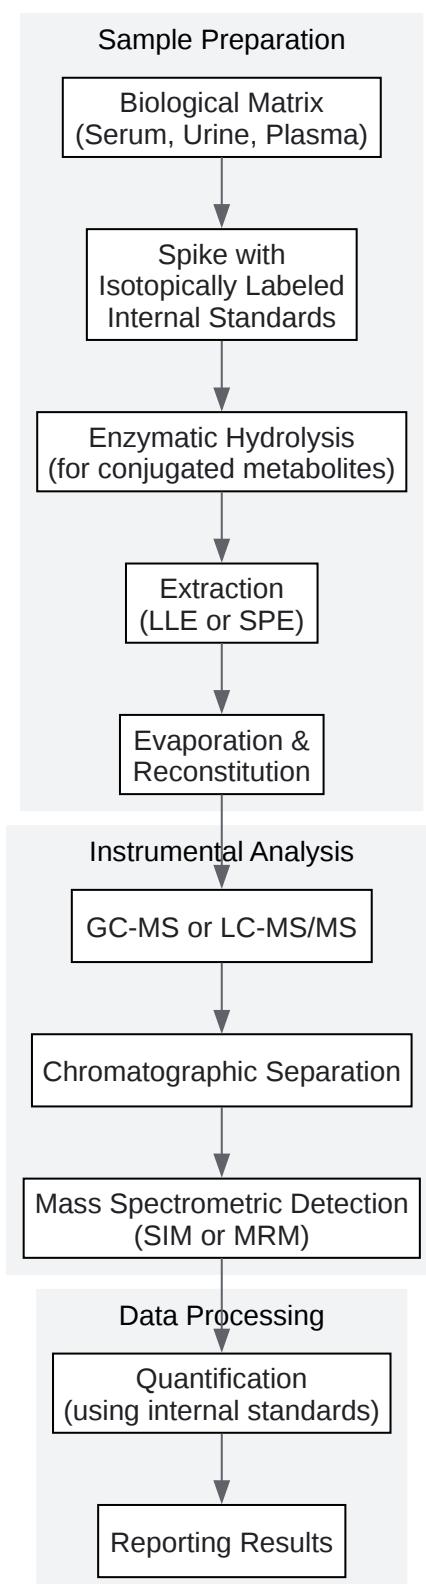 Sample Preparation
Biological Matrix
(Serum, Urine, Plasma)
Spike with
Isotopically Labeled
Internal Standards
Enzymatic Hydrolysis
(for conjugated metabolites)
Extraction
(LLE or SPE)
Evaporation &
Reconstitution
Instrumental Analysis
GC-MS or LC-MS/MS
Chromatographic Separation
Mass Spectrometric Detection
(SIM or MRM)
Data Processing
Quantification
(using internal standards)
Reporting Results